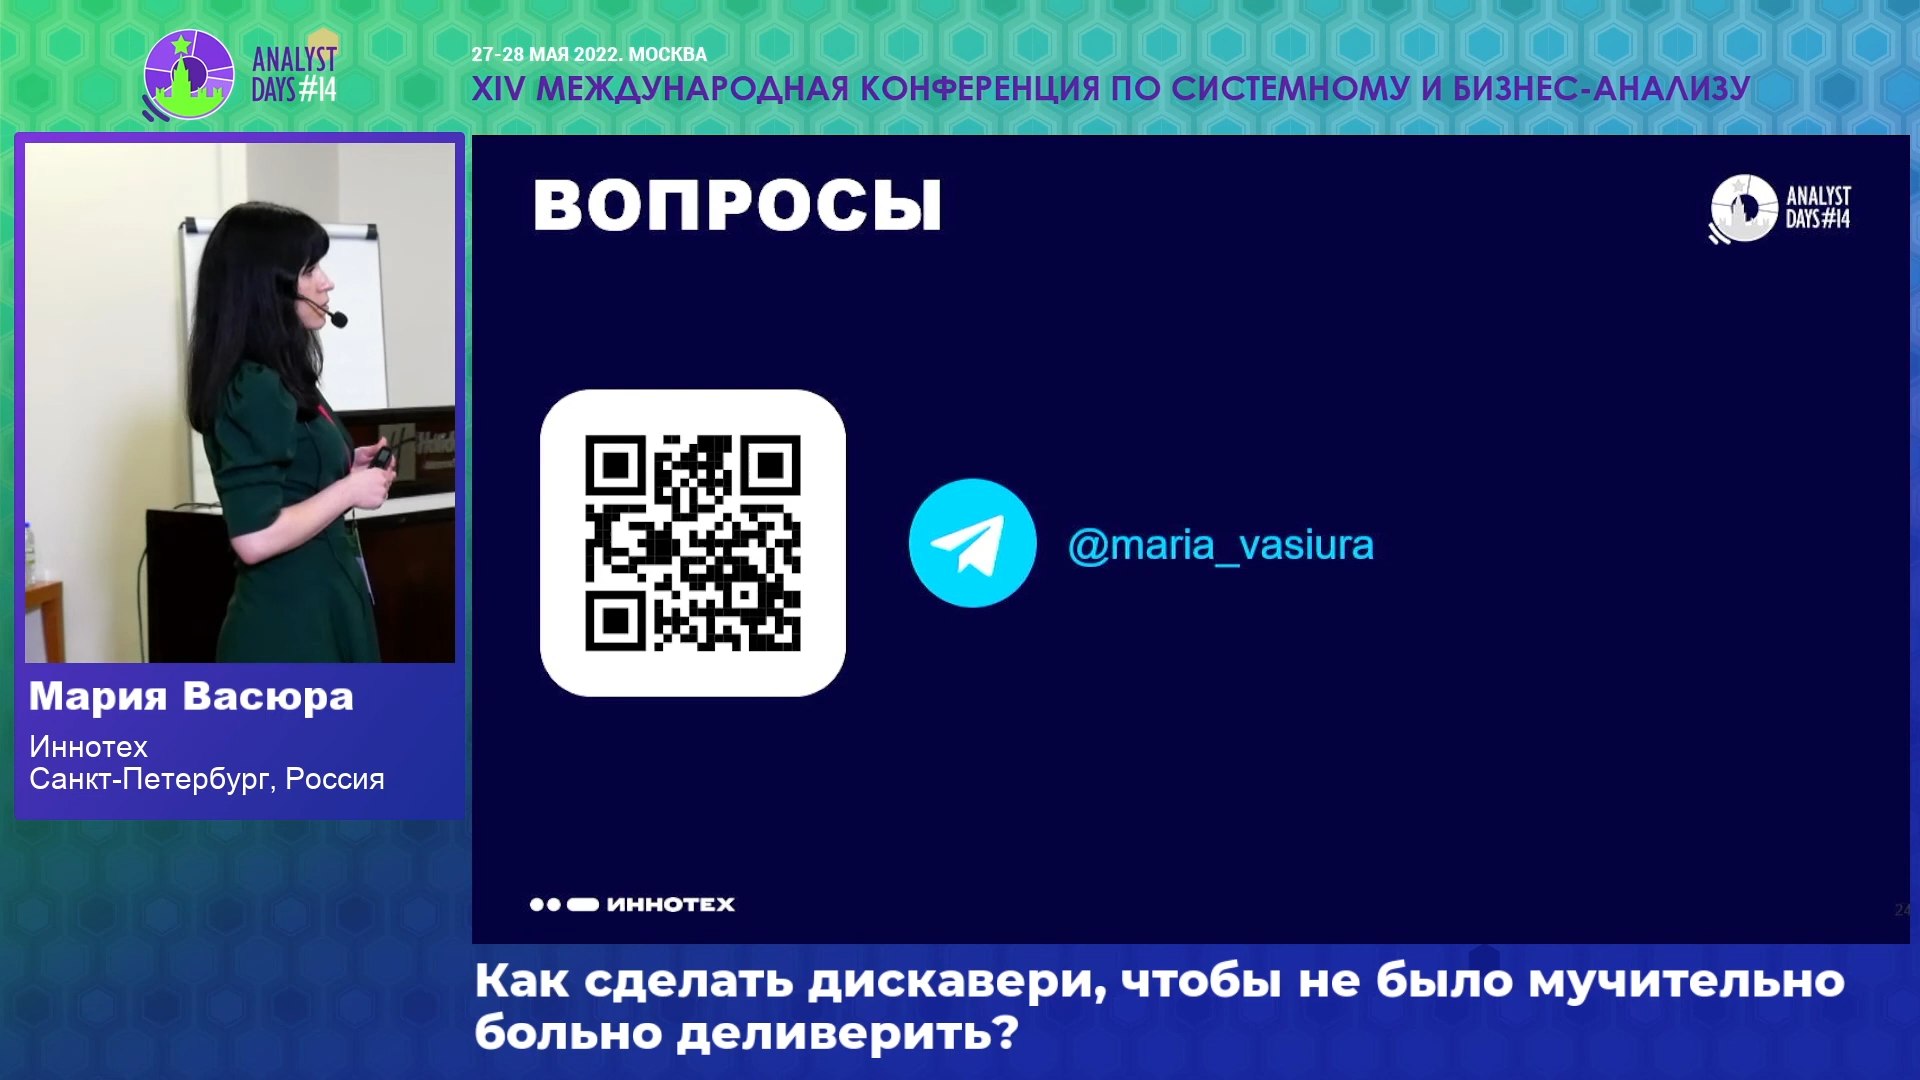 ANALYST
DAYS#14
27-28 МАЯ 2022. МОСКВА
XIV МЕЖДУНАРОДНАЯ КОНФЕРЕНЦИЯ ПО СИСТЕМНОМУ И БИЗНЕС-АНАЛИЗУ
Мария Васюра
Иннотех
Санкт-Петербург, Россия
ВОПРОСЫ
ANALYST
DAYS#14
@maria_vasiura
ИННОТЕХ
24
Как сделать дискавери, чтобы не было мучительно
больно деливерить?